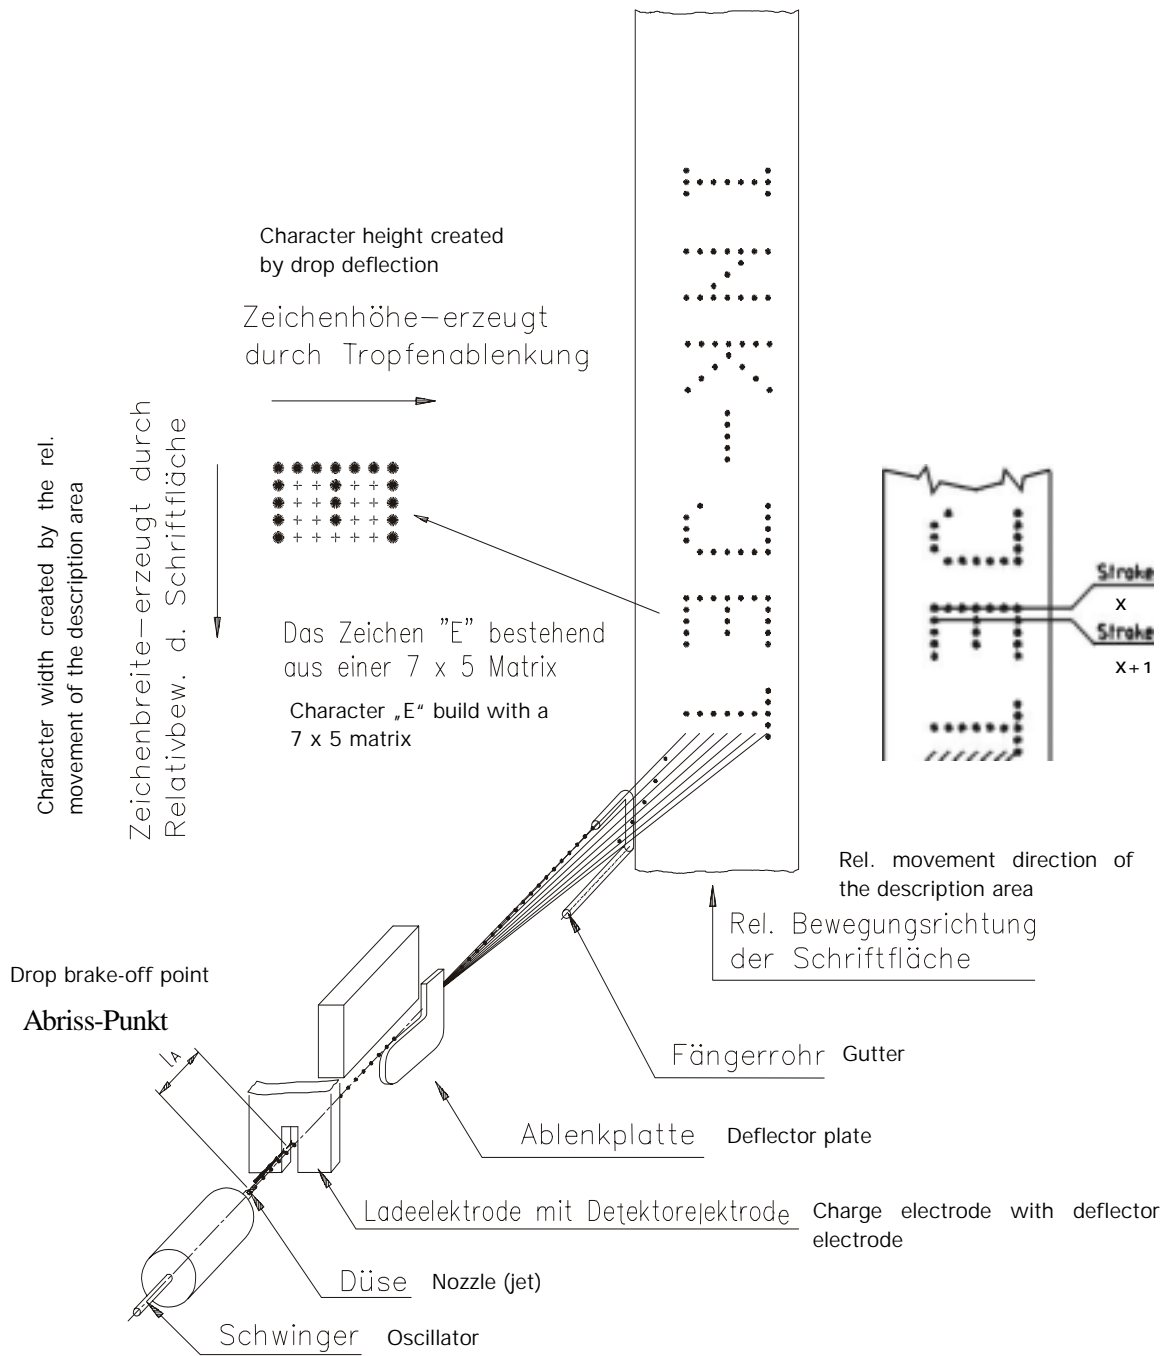 INK-JET
Character height created
by drop deflection
Zeichenhöhe-erzeugt
durch Tropfenablenkung
Character width created by the rel.
movement of the description area
Zeichenbreite-erzeugt durch
Relativbew. d. Schriftfläche
Das Zeichen "E" bestehend
aus einer 7 x 5 Matrix
Character „E“ build with a
7 x 5 matrix
JET
Stroke
x
Stroke
x+1
Rel. movement direction of
the description area
Rel. Bewegungsrichtung
der Schriftfläche
Drop brake-off point
Abriss-Punkt
lA
Fängerrohr Gutter
Ablenkplatte Deflector plate
Ladeelektrode mit Detektorelektrode Charge electrode with deflector
electrode
Düse Nozzle (jet)
Schwinger Oscillator